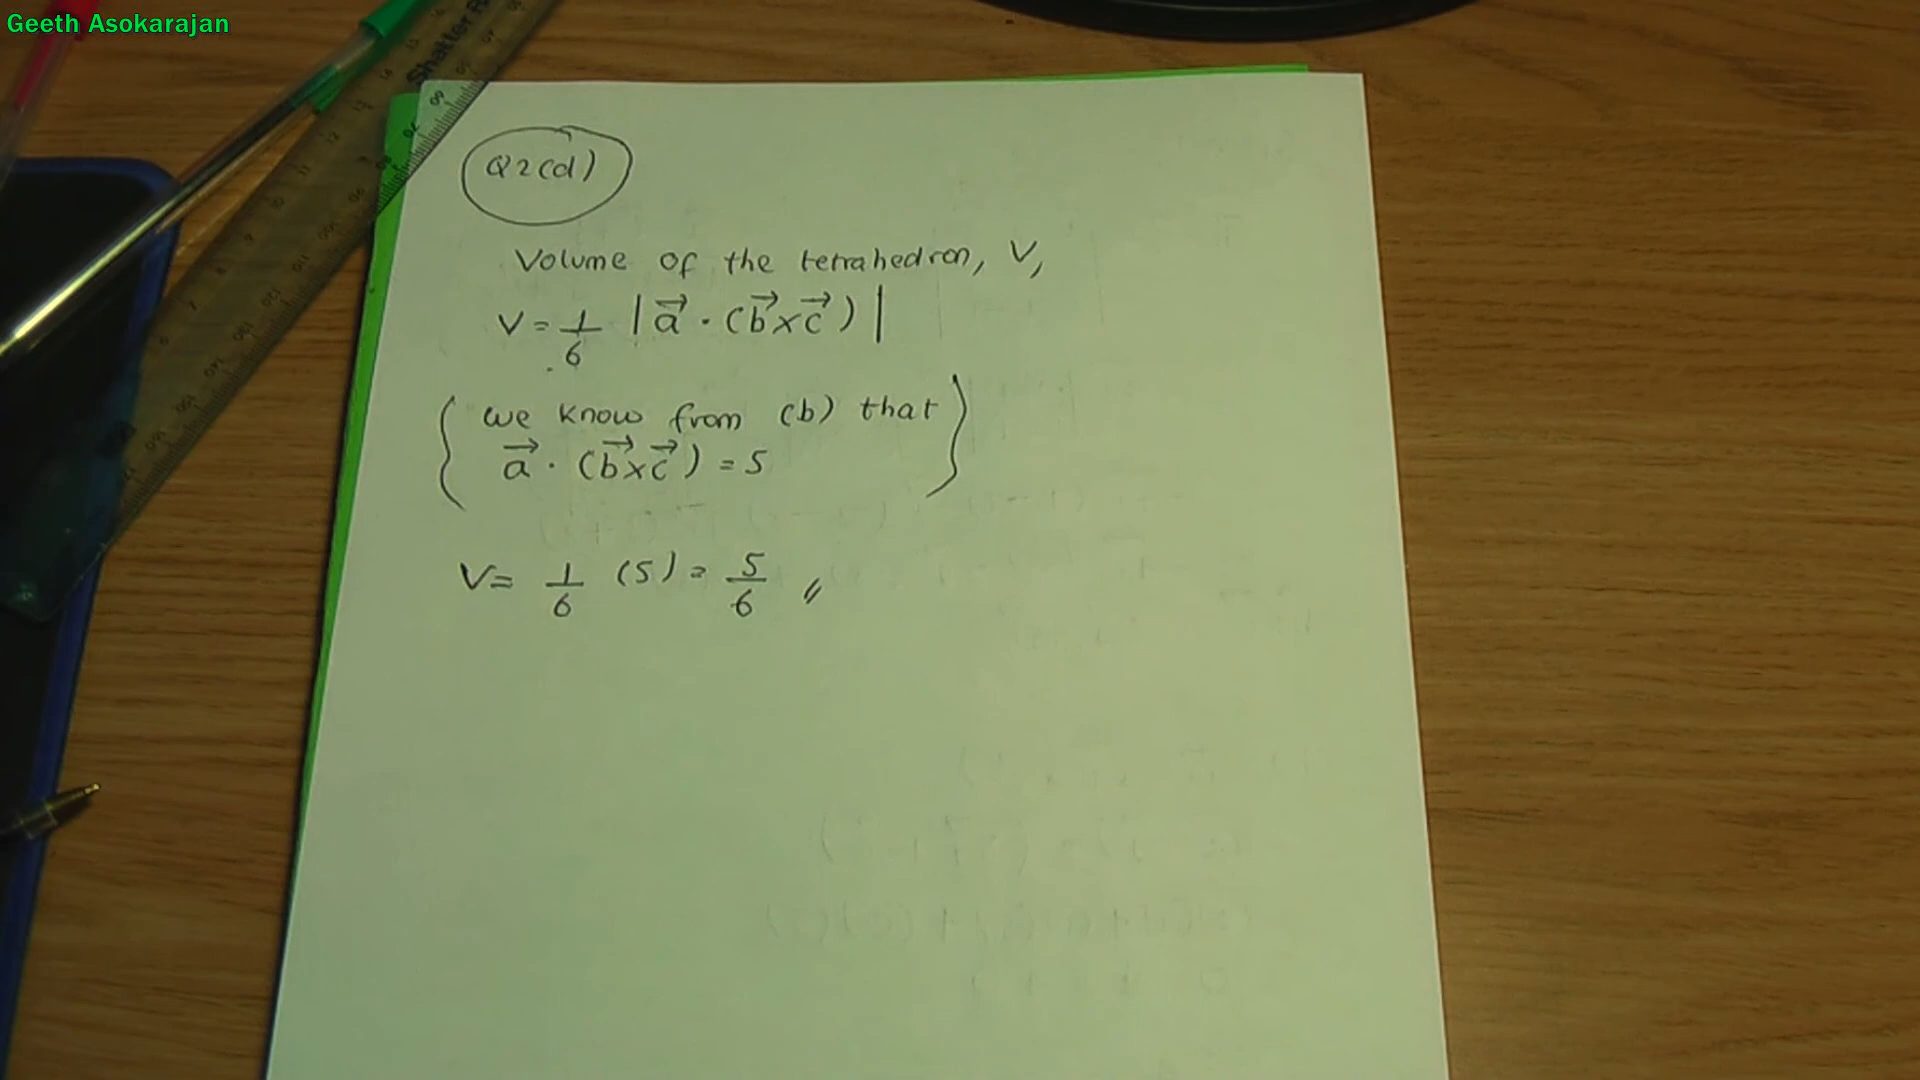 Geeth Asokarajan
Shatter R
Q2(d)
Volume of the tetrahedron, V,
V = 1/6 |a⃗ · (b⃗ × c⃗)|
{ we know from (b) that
a⃗ · (b⃗ × c⃗) = 5 }
V = 1/6 (5) = 5/6 //